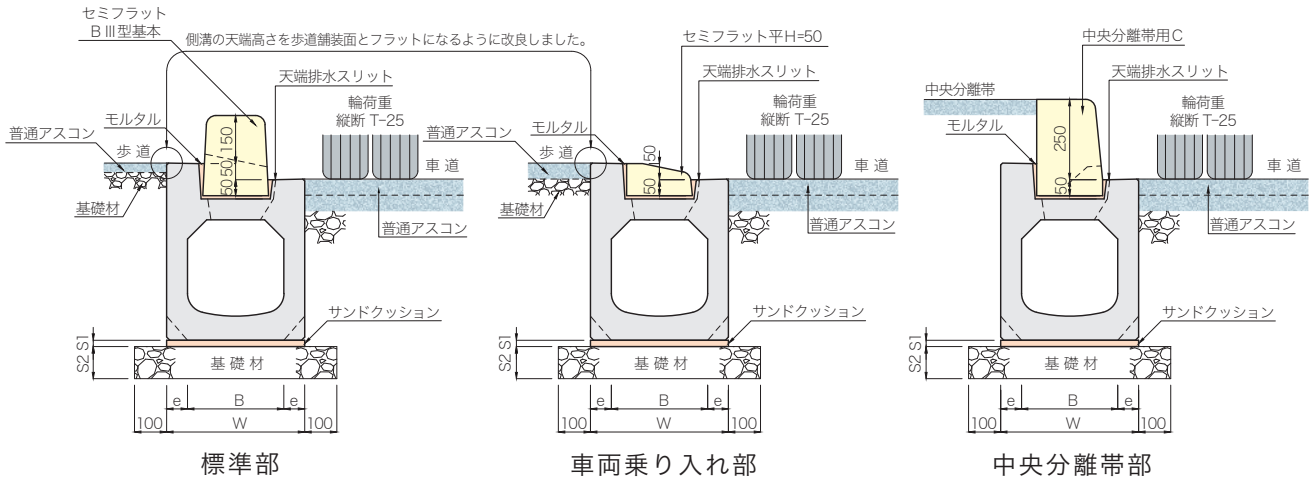 セミフラット
BⅢ型基本
側溝の天端高さを歩道舗装面とフラットになるように改良しました。
天端排水スリット
輪荷重
縦断 T-25
モルタル
普通アスコン
歩 道
車 道
150
50
50
基礎材
普通アスコン
サンドクッション
S1
S2
基 礎 材
e
B
e
100
W
100
標準部
セミフラット平H=50
天端排水スリット
輪荷重
縦断 T-25
モルタル
普通アスコン
歩 道
車 道
50
50
基礎材
普通アスコン
サンドクッション
S1
S2
基 礎 材
e
B
e
100
W
100
車両乗り入れ部
中央分離帯用C
天端排水スリット
中央分離帯
輪荷重
縦断 T-25
モルタル
車 道
250
50
普通アスコン
サンドクッション
S1
S2
基 礎 材
e
B
e
100
W
100
中央分離帯部